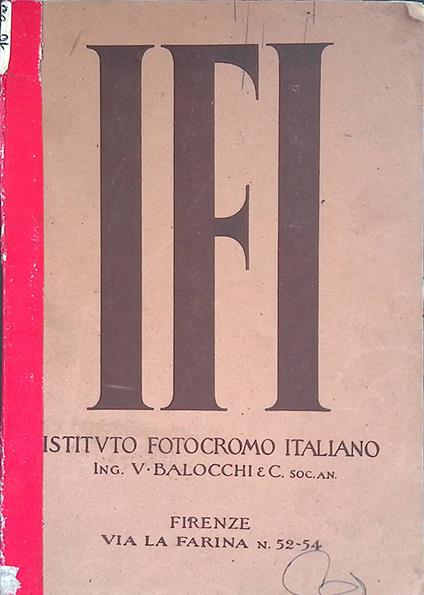 IFI
ISTITVTO FOTOCROMO ITALIANO
ING. V. BALOCCHI & C. SOC. AN.
FIRENZE
VIA LA FARINA N. 52-54